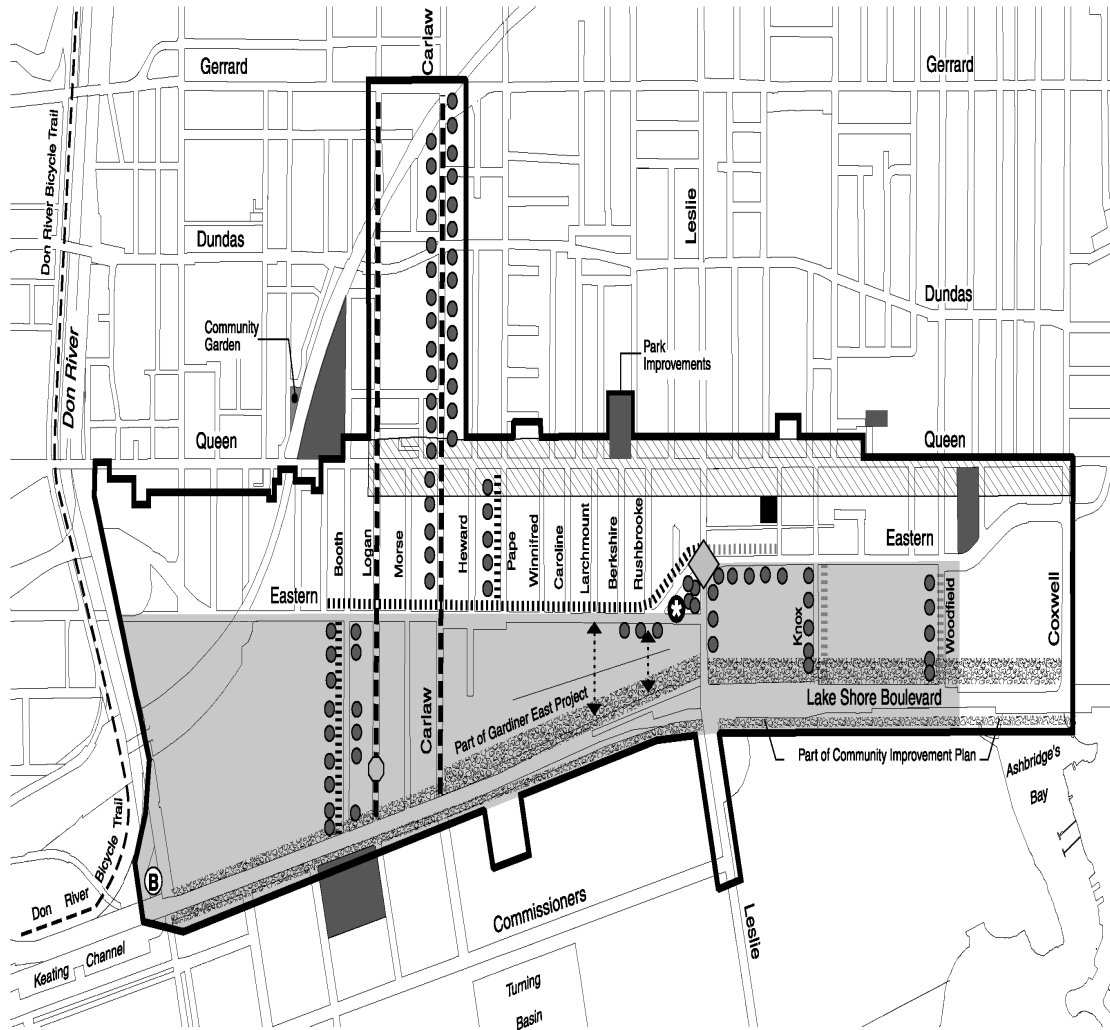 Carlaw
Gerrard
Gerrard
Don River Bicycle Trail
Leslie
Dundas
Dundas
Community
Garden
Park
Improvements
Don River
Queen
Queen
Booth
Logan
Morse
Heward
Pape
Winnifred
Caroline
Larchmount
Berkshire
Rushbrooke
Eastern
Eastern
*
Knox
Woodfield
Coxwell
Carlaw
Part of Gardiner East Project
Lake Shore Boulevard
Part of Community Improvement Plan
Ashbridge's
Bay
B
Don River Bicycle Trail
Keating Channel
Commissioners
Leslie
Turning
Basin